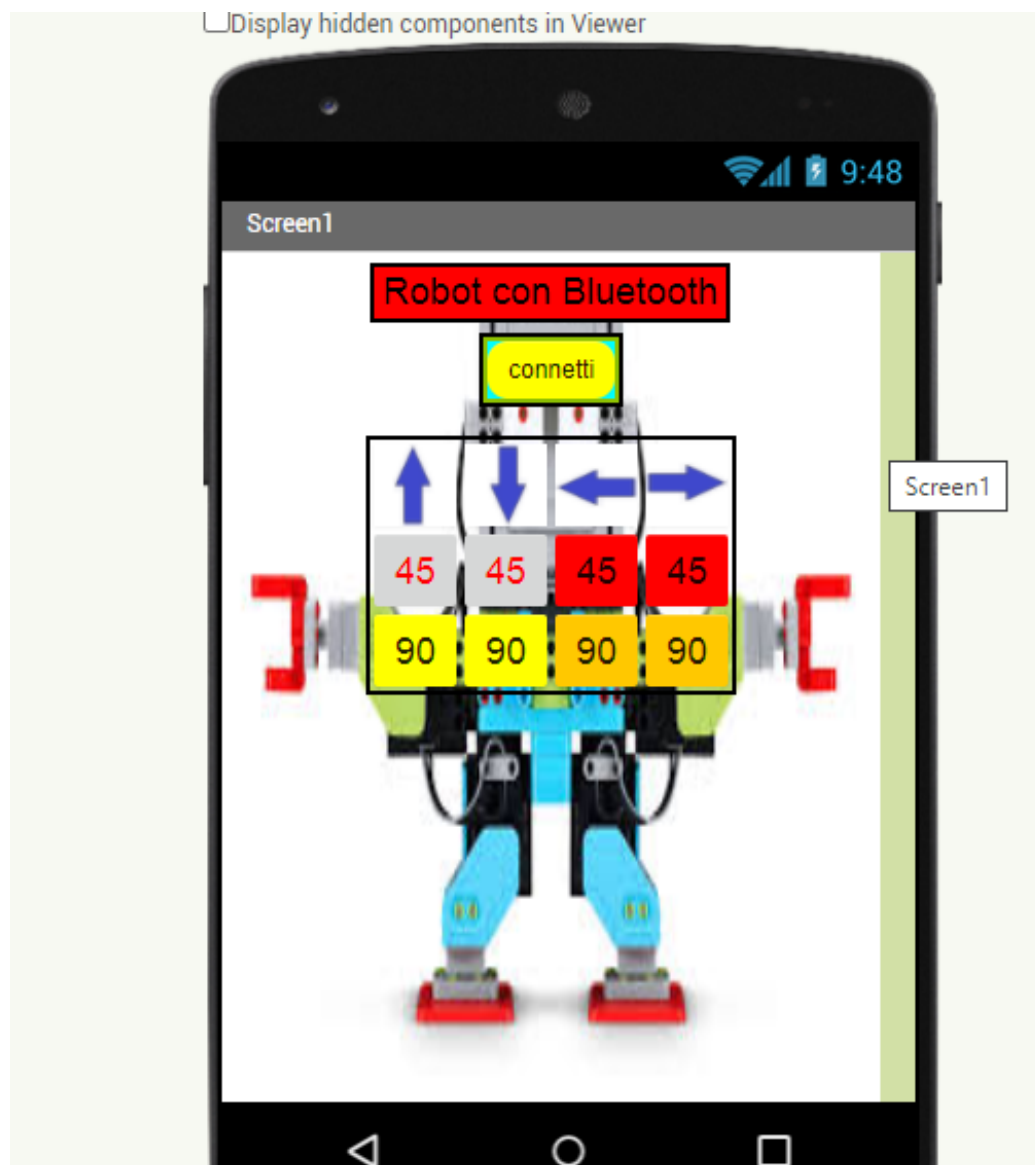 Display hidden components in Viewer
9:48
Screen1
Robot con Bluetooth
connetti
Screen1
45 45 45 45
90 90 90 90